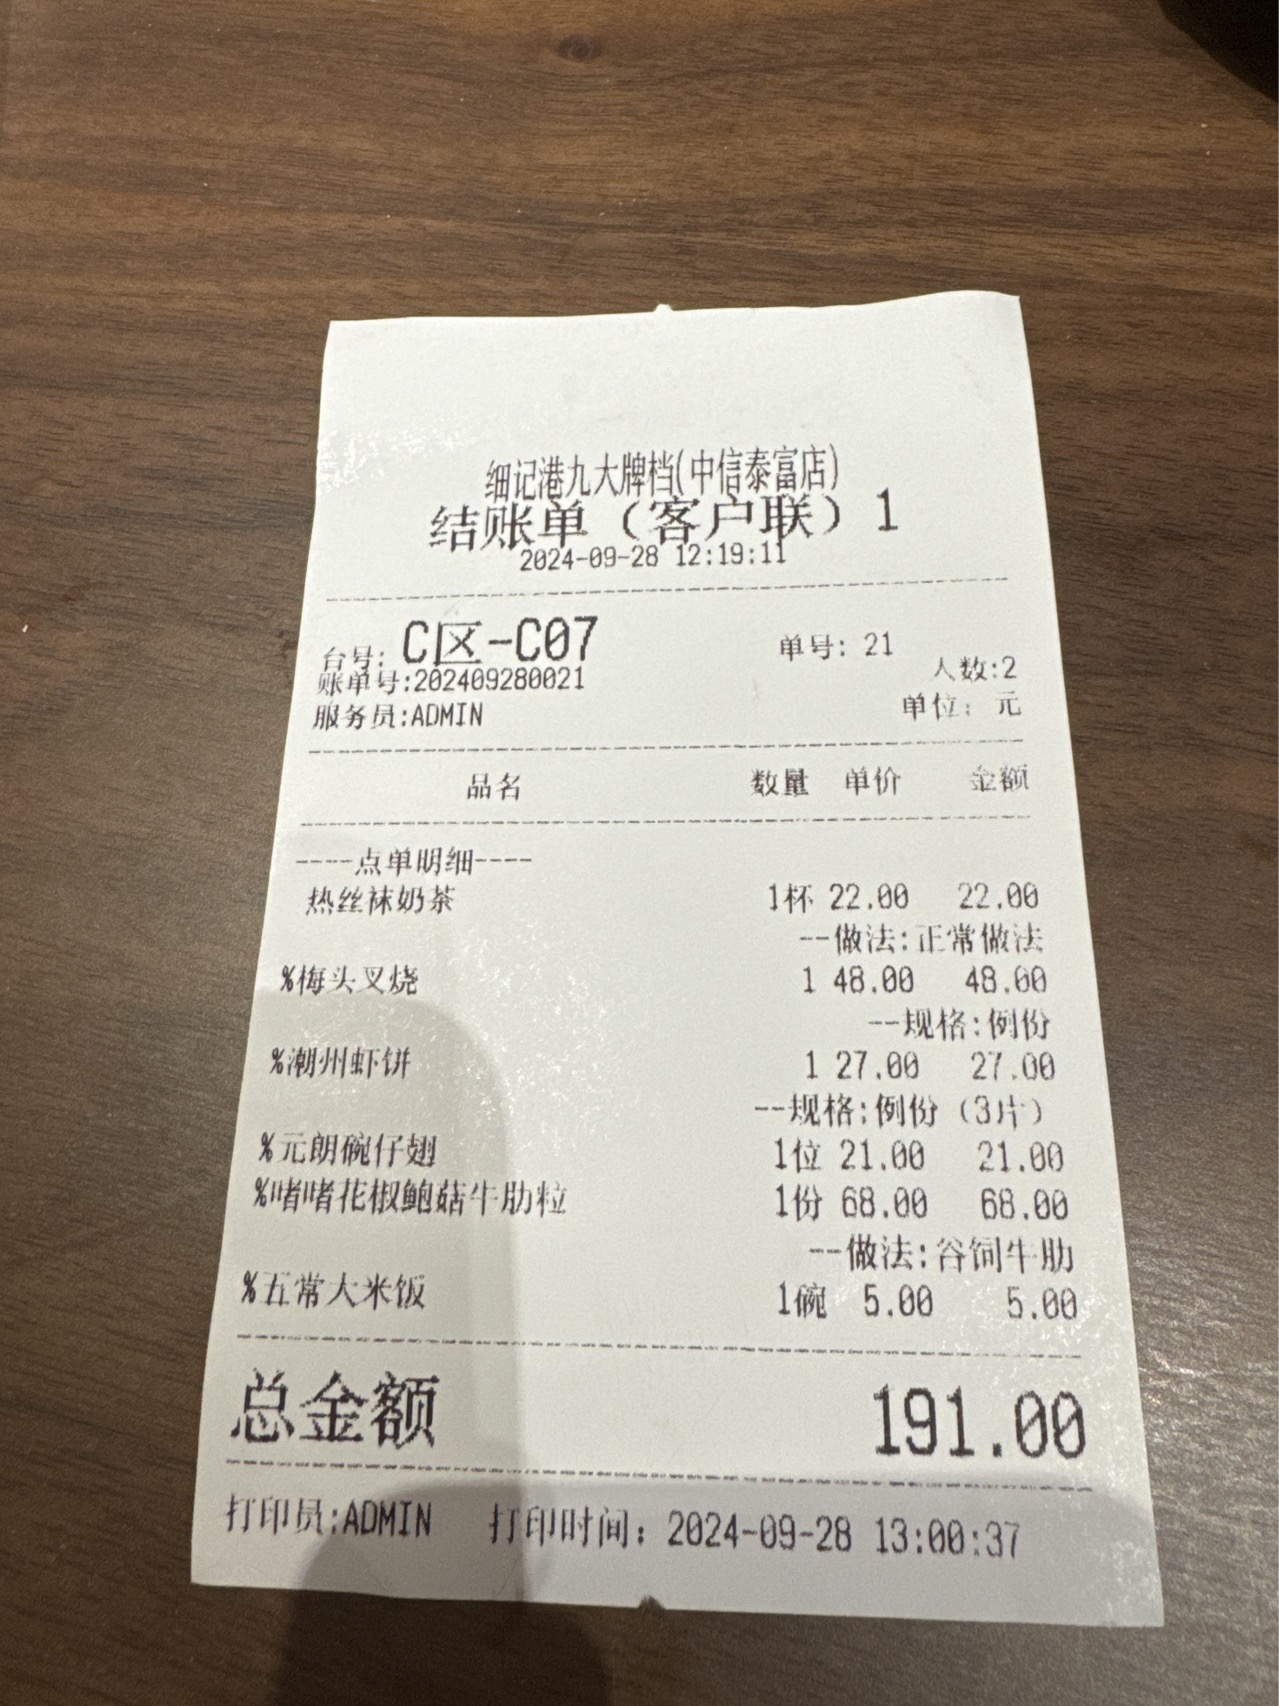 细记港九大牌档(中信泰富店)
结账单（客户联）1
2024-09-28 12:19:11
台号: C区-C07 单号: 21
账单号:202409280021 人数:2
服务员:ADMIN 单位: 元
品名 数量 单价 金额
----点单明细----
热丝袜奶茶 1杯 22.00 22.00
--做法:正常做法
%梅头叉烧 1 48.00 48.00
--规格:例份
%潮州虾饼 1 27.00 27.00
--规格:例份（3片）
%元朗碗仔翅 1位 21.00 21.00
%啫啫花椒鲍菇牛肋粒 1份 68.00 68.00
--做法:谷饲牛肋
%五常大米饭 1碗 5.00 5.00
总金额 191.00
打印员:ADMIN 打印时间: 2024-09-28 13:00:37